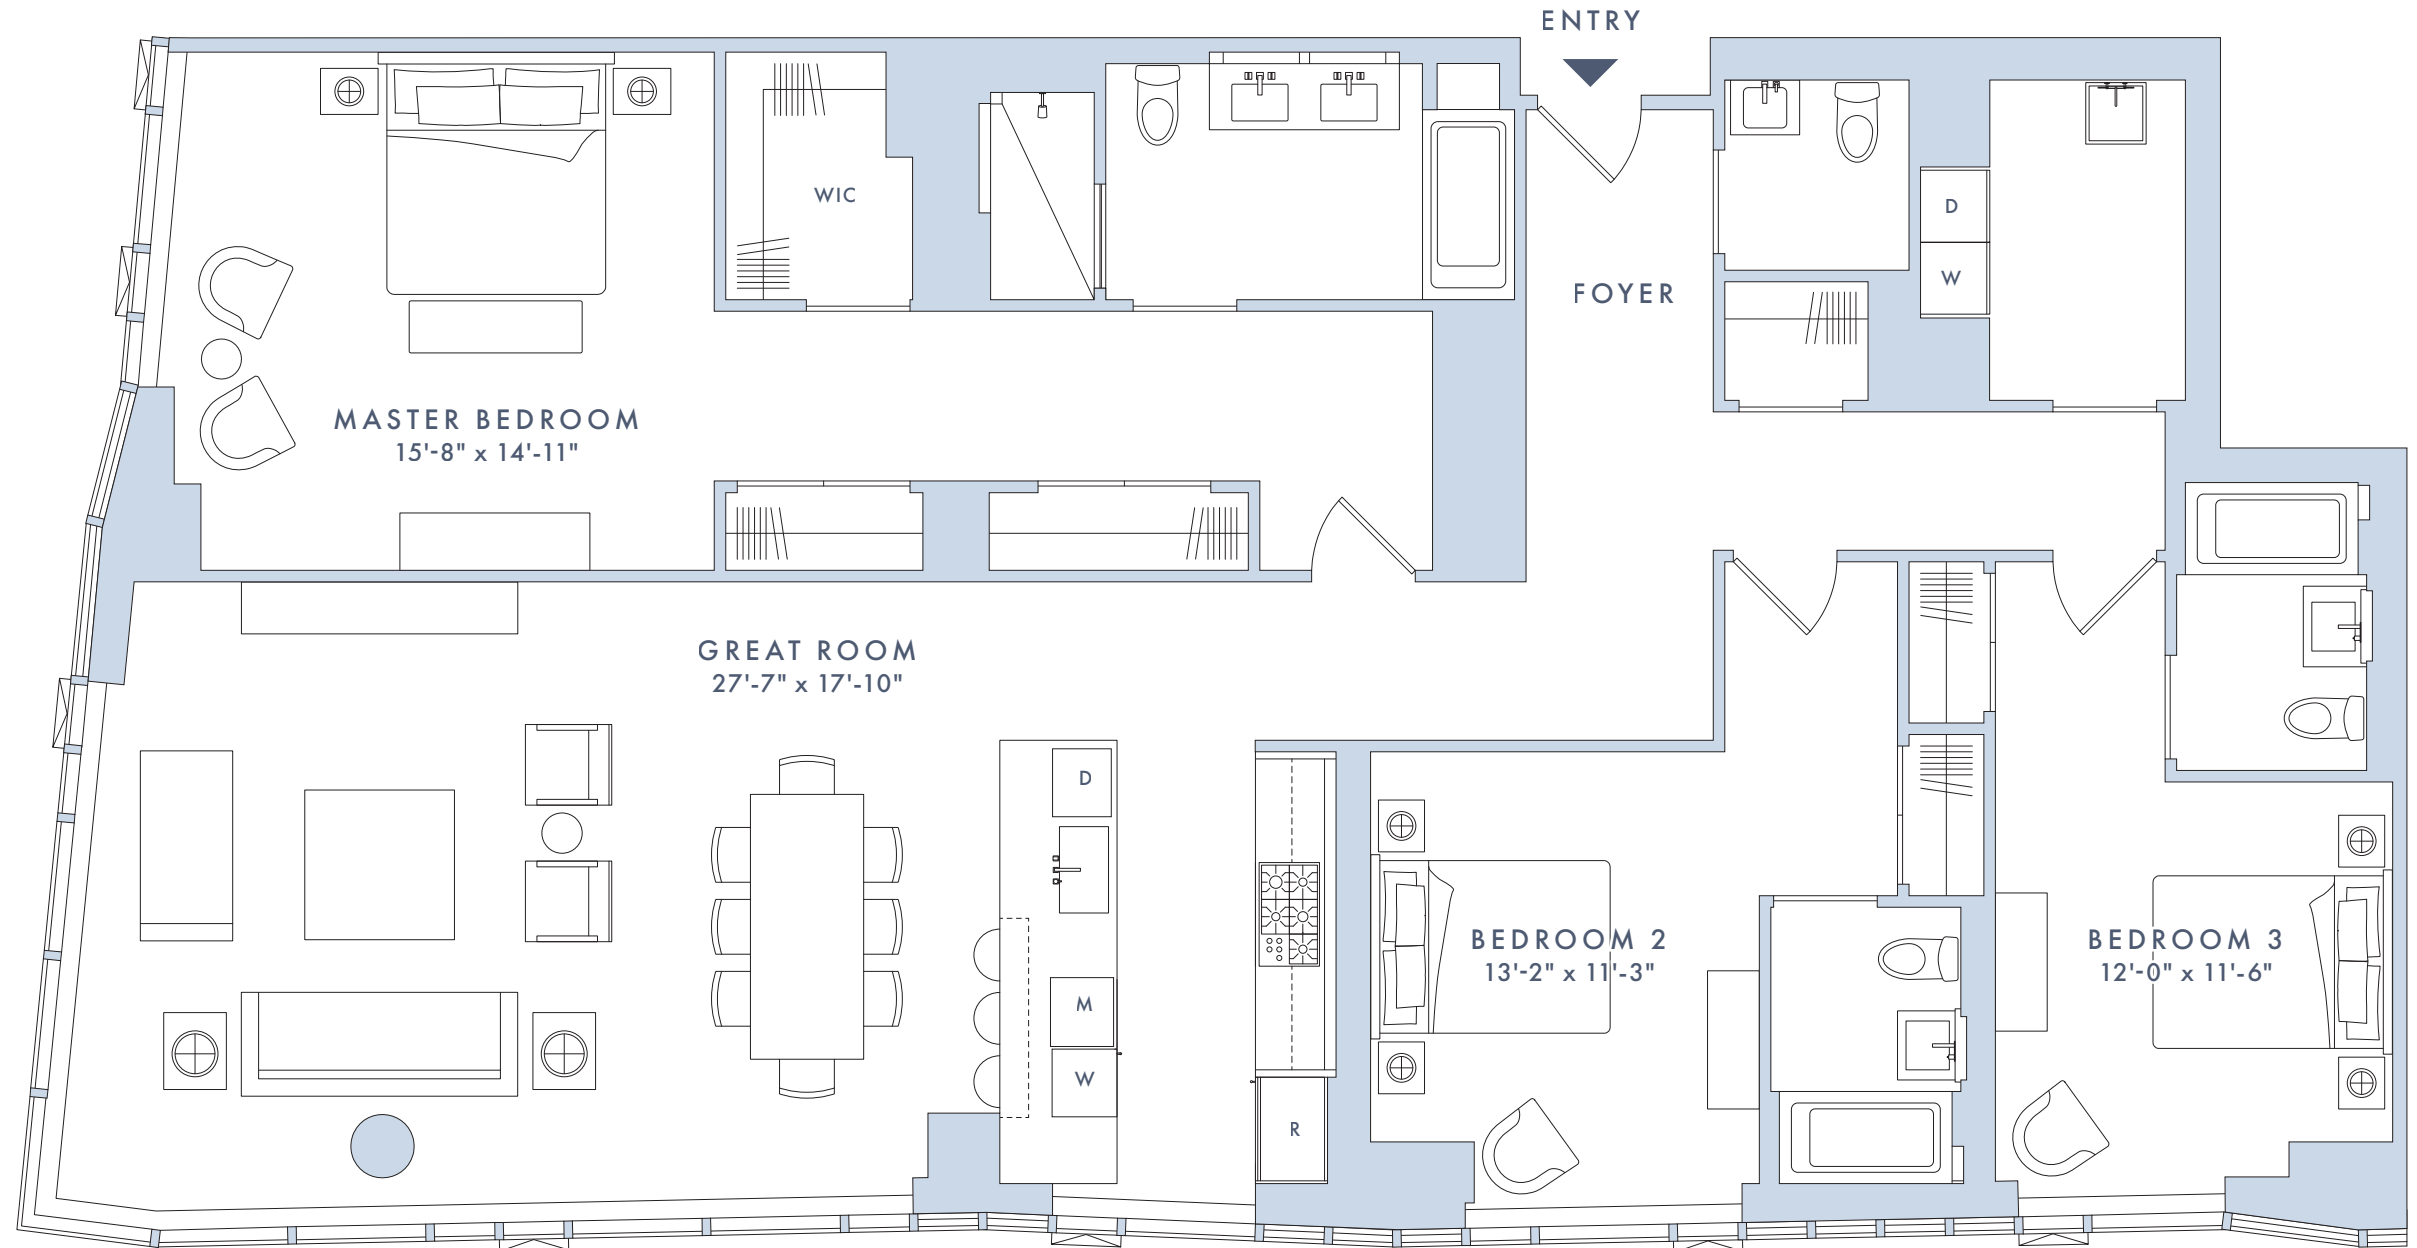 ENTRY
WIC
D
W
FOYER
MASTER BEDROOM
15'-8" x 14'-11"
GREAT ROOM
27'-7" x 17'-10"
D
M
W
R
BEDROOM 2
13'-2" x 11'-3"
BEDROOM 3
12'-0" x 11'-6"